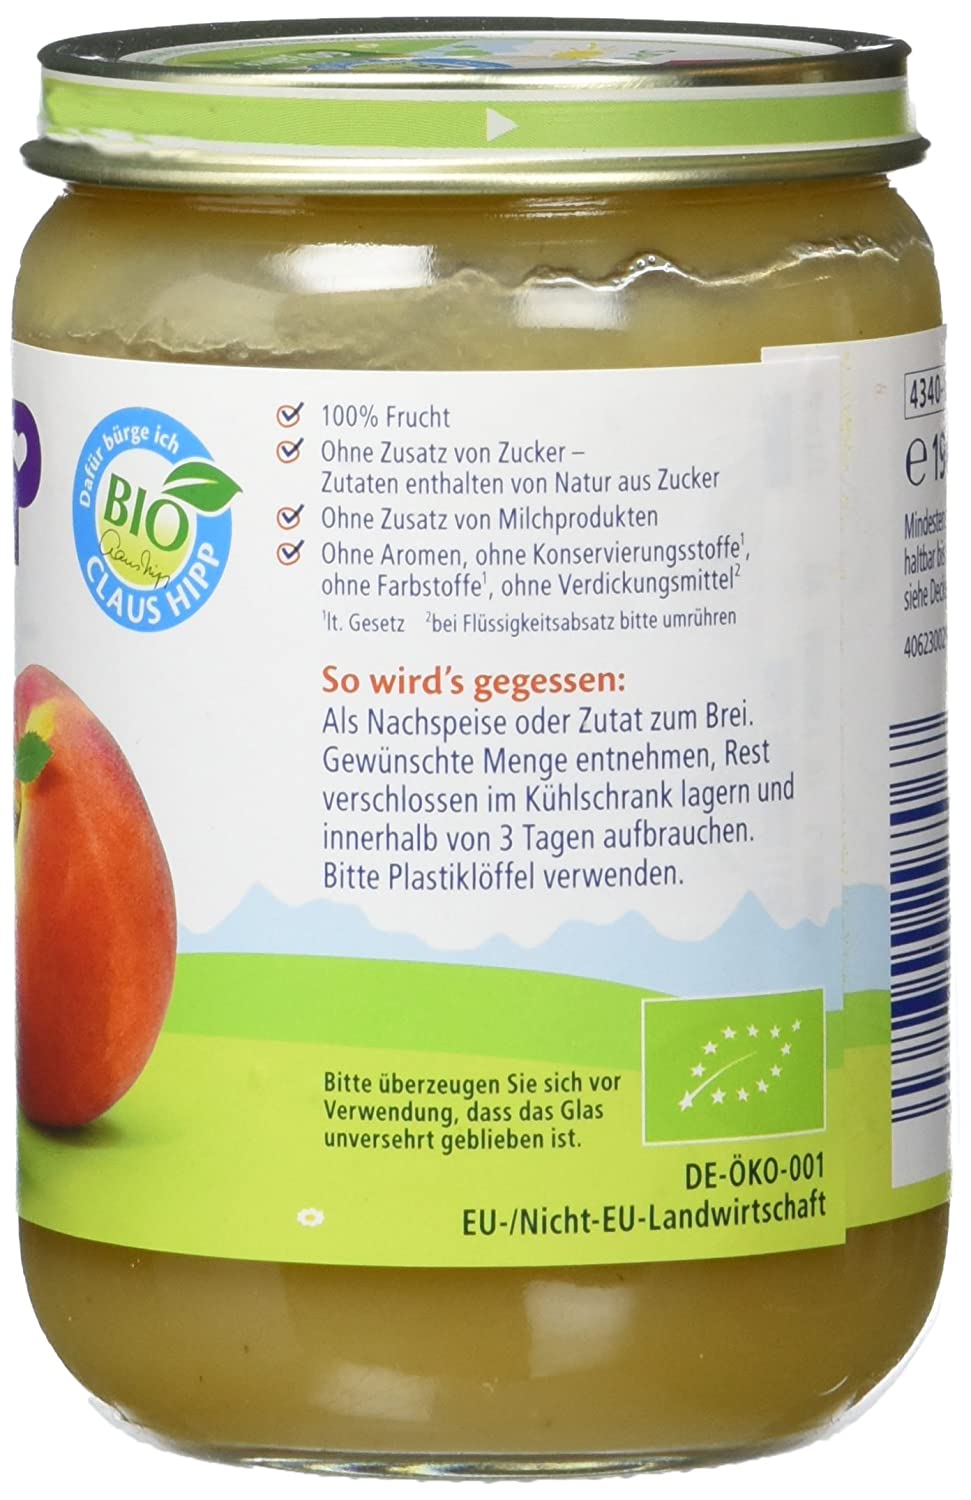 Dafür bürge ich
BIO
CLAUS HIPP
100% Frucht
Ohne Zusatz von Zucker –
Zutaten enthalten von Natur aus Zucker
Ohne Zusatz von Milchprodukten
Ohne Aromen, ohne Konservierungsstoffe¹,
ohne Farbstoffe¹, ohne Verdickungsmittel²
¹lt. Gesetz ²bei Flüssigkeitsabsatz bitte umrühren
So wird's gegessen:
Als Nachspeise oder Zutat zum Brei.
Gewünschte Menge entnehmen, Rest
verschlossen im Kühlschrank lagern und
innerhalb von 3 Tagen aufbrauchen.
Bitte Plastiklöffel verwenden.
Bitte überzeugen Sie sich vor
Verwendung, dass das Glas
unversehrt geblieben ist.
DE-ÖKO-001
EU-/Nicht-EU-Landwirtschaft
4340-
e 19
haltbar bis
siehe